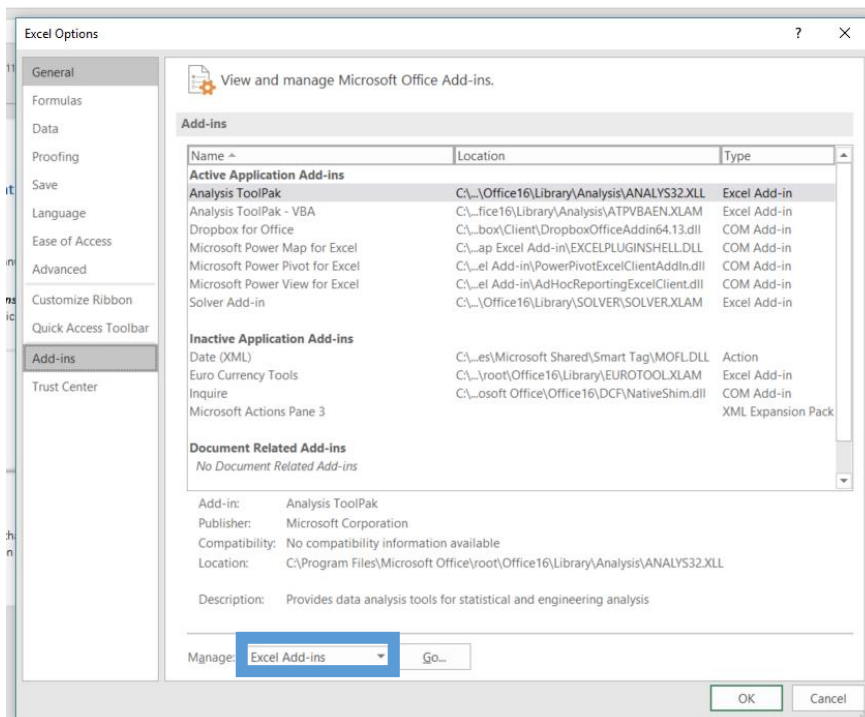 Excel Options ? X
General
Formulas
Data
Proofing
Save
Language
Ease of Access
Advanced
Customize Ribbon
Quick Access Toolbar
Add-ins
Trust Center
View and manage Microsoft Office Add-ins.
Add-ins
Name Location Type
Active Application Add-ins
Analysis ToolPak C:\...\Office16\Library\Analysis\ANALYS32.XLL Excel Add-in
Analysis ToolPak - VBA C:\...fice16\Library\Analysis\ATPVBAEN.XLAM Excel Add-in
Dropbox for Office C:\...box\Client\DropboxOfficeAddin64.13.dll COM Add-in
Microsoft Power Map for Excel C:\...ap Excel Add-in\EXCELPLUGINSHELL.DLL COM Add-in
Microsoft Power Pivot for Excel C:\...el Add-in\PowerPivotExcelClientAddIn.dll COM Add-in
Microsoft Power View for Excel C:\...el Add-in\AdHocReportingExcelClient.dll COM Add-in
Solver Add-in C:\...\Office16\Library\SOLVER\SOLVER.XLAM Excel Add-in
Inactive Application Add-ins
Date (XML) C:\...es\Microsoft Shared\Smart Tag\MOFL.DLL Action
Euro Currency Tools C:\...\root\Office16\Library\EUROTOOL.XLAM Excel Add-in
Inquire C:\...osoft Office\Office16\DCF\NativeShim.dll COM Add-in
Microsoft Actions Pane 3 XML Expansion Pack
Document Related Add-ins
No Document Related Add-ins
Add-in: Analysis ToolPak
Publisher: Microsoft Corporation
Compatibility: No compatibility information available
Location: C:\Program Files\Microsoft Office\root\Office16\Library\Analysis\ANALYS32.XLL
Description: Provides data analysis tools for statistical and engineering analysis
Manage: Excel Add-ins Go...
OK Cancel